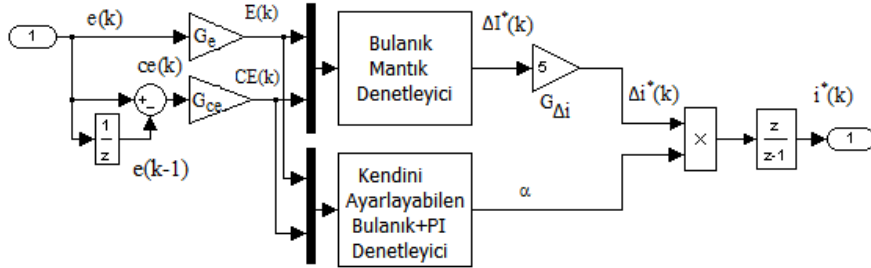 1
e(k)
G_e
E(k)
ce(k)
+
-
G_ce
CE(k)
1
z
e(k-1)
Bulanık
Mantık
Denetleyici
ΔI*(k)
5
G_Δi
Δi*(k)
Kendini
Ayarlayabilen
Bulanık+PI
Denetleyici
α
×
z
z-1
i*(k)
1